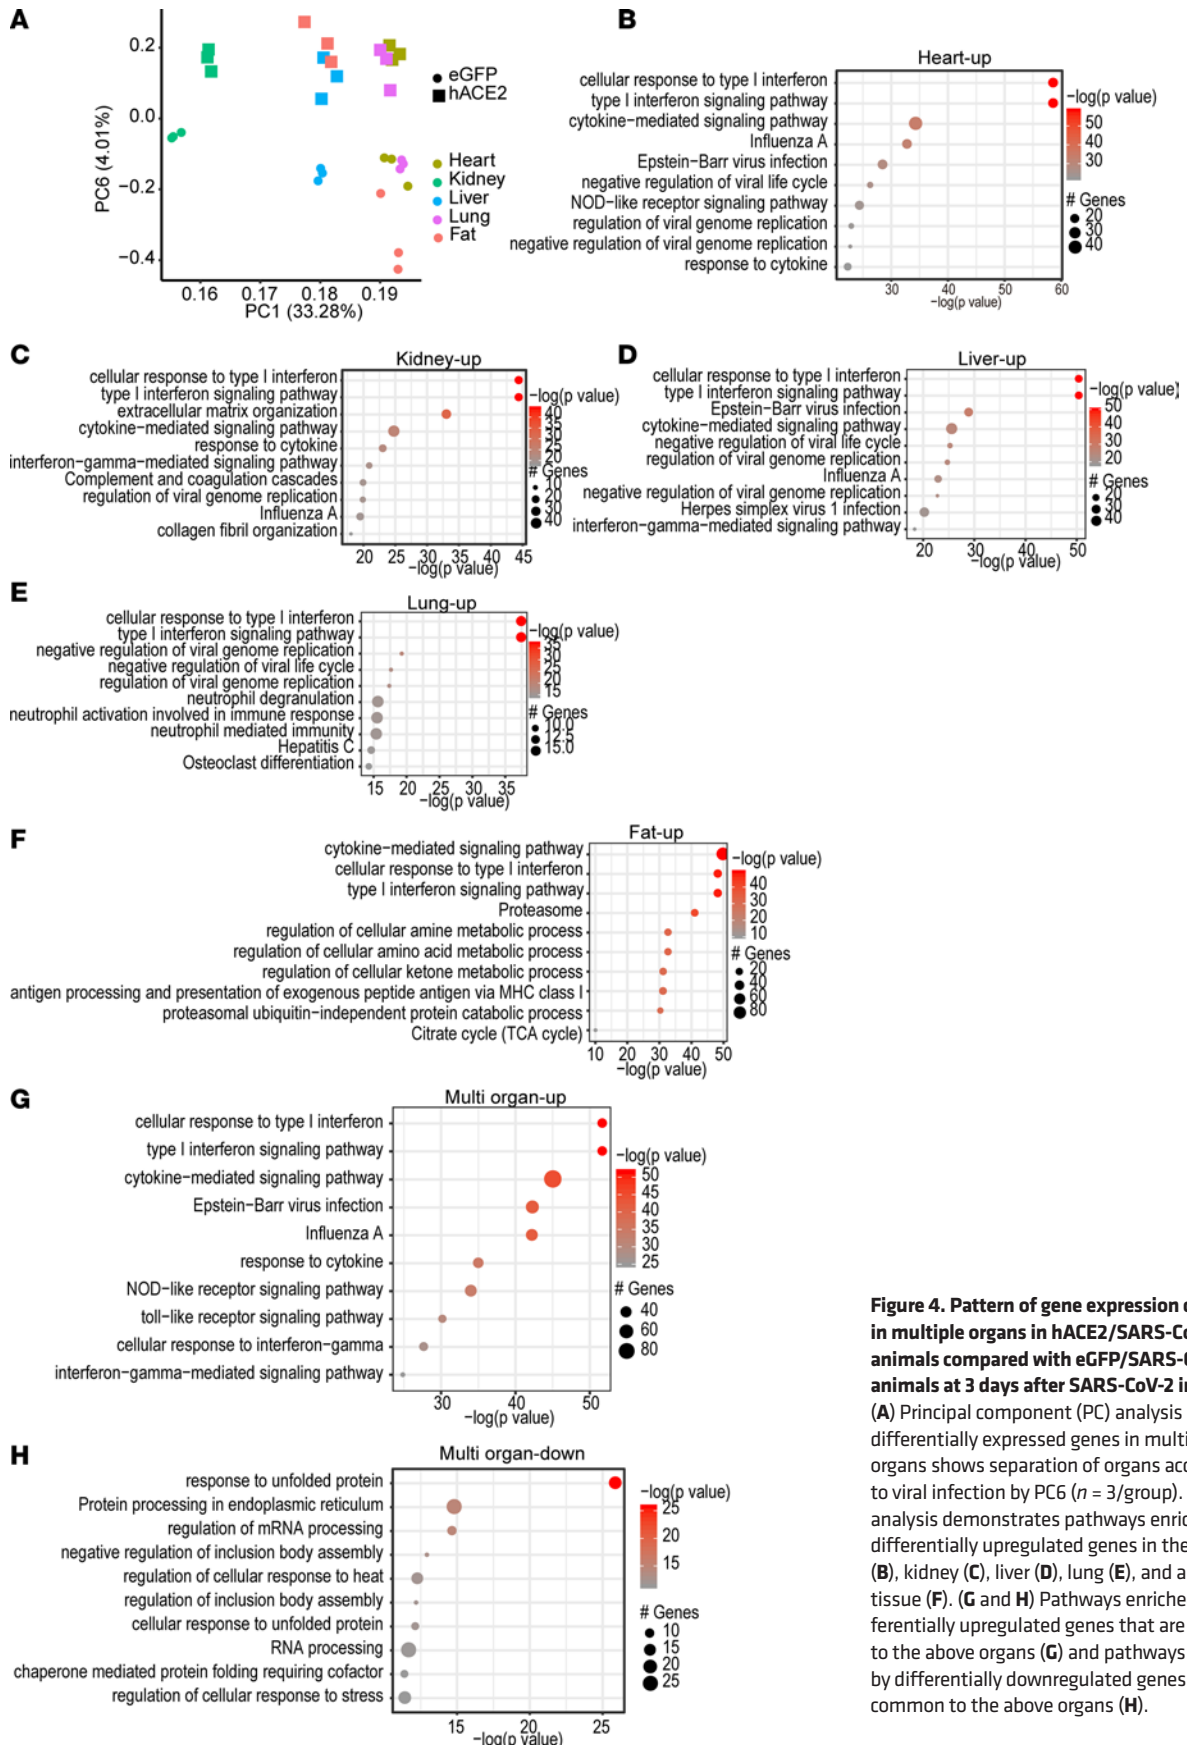 A
0.2
0.0
−0.2
−0.4
PC6 (4.01%)
0.16 0.17 0.18 0.19
PC1 (33.28%)
eGFP
hACE2
Heart
Kidney
Liver
Lung
Fat
B
Heart−up
cellular response to type I interferon
type I interferon signaling pathway
cytokine−mediated signaling pathway
Influenza A
Epstein−Barr virus infection
negative regulation of viral life cycle
NOD−like receptor signaling pathway
regulation of viral genome replication
negative regulation of viral genome replication
response to cytokine
30 40 50 60
−log(p value)
−log(p value)
50
40
30
# Genes
20
30
40
C
Kidney−up
cellular response to type I interferon
type I interferon signaling pathway
extracellular matrix organization
cytokine−mediated signaling pathway
response to cytokine
interferon−gamma−mediated signaling pathway
Complement and coagulation cascades
regulation of viral genome replication
Influenza A
collagen fibril organization
20 25 30 35 40 45
−log(p value)
−log(p value)
40
35
30
25
20
# Genes
10
20
30
40
D
Liver−up
cellular response to type I interferon
type I interferon signaling pathway
Epstein−Barr virus infection
cytokine−mediated signaling pathway
negative regulation of viral life cycle
regulation of viral genome replication
Influenza A
negative regulation of viral genome replication
Herpes simplex virus 1 infection
interferon−gamma−mediated signaling pathway
20 30 40 50
−log(p value)
−log(p value)
50
40
30
20
# Genes
20
30
40
E
Lung−up
cellular response to type I interferon
type I interferon signaling pathway
negative regulation of viral genome replication
negative regulation of viral life cycle
regulation of viral genome replication
neutrophil degranulation
neutrophil activation involved in immune response
neutrophil mediated immunity
Hepatitis C
Osteoclast differentiation
15 20 25 30 35
−log(p value)
−log(p value)
35
30
25
20
15
# Genes
10.0
12.5
15.0
F
Fat−up
cytokine−mediated signaling pathway
cellular response to type I interferon
type I interferon signaling pathway
Proteasome
regulation of cellular amine metabolic process
regulation of cellular amino acid metabolic process
regulation of cellular ketone metabolic process
antigen processing and presentation of exogenous peptide antigen via MHC class I
proteasomal ubiquitin−independent protein catabolic process
Citrate cycle (TCA cycle)
10 20 30 40 50
−log(p value)
−log(p value)
40
30
20
10
# Genes
20
40
60
80
G
Multi organ−up
cellular response to type I interferon
type I interferon signaling pathway
cytokine−mediated signaling pathway
Epstein−Barr virus infection
Influenza A
response to cytokine
NOD−like receptor signaling pathway
toll−like receptor signaling pathway
cellular response to interferon−gamma
interferon−gamma−mediated signaling pathway
30 40 50
−log(p value)
−log(p value)
50
45
40
35
30
25
# Genes
40
60
80
H
Multi organ−down
response to unfolded protein
Protein processing in endoplasmic reticulum
regulation of mRNA processing
negative regulation of inclusion body assembly
regulation of cellular response to heat
regulation of inclusion body assembly
cellular response to unfolded protein
RNA processing
chaperone mediated protein folding requiring cofactor
regulation of cellular response to stress
15 20 25
−log(p value)
−log(p value)
25
20
15
# Genes
10
15
20
25
Figure 4. Pattern of gene expression
in multiple organs in hACE2/SARS-Co
animals compared with eGFP/SARS-
animals at 3 days after SARS-CoV-2 in
(A) Principal component (PC) analysis
differentially expressed genes in multi
organs shows separation of organs acc
to viral infection by PC6 (n = 3/group).
analysis demonstrates pathways enric
differentially upregulated genes in the
(B), kidney (C), liver (D), lung (E), and a
tissue (F). (G and H) Pathways enriche
ferentially upregulated genes that are
to the above organs (G) and pathways
by differentially downregulated genes
common to the above organs (H).